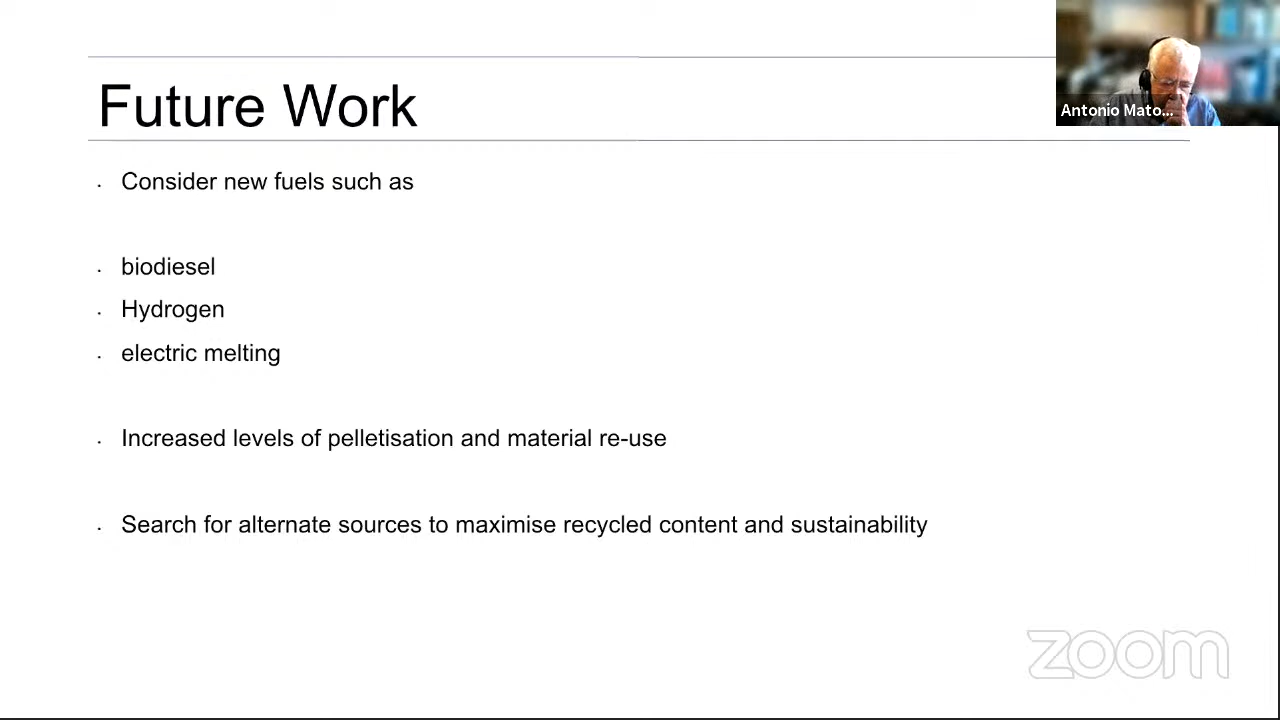 Future Work
Antonio Mato...
· Consider new fuels such as
· biodiesel
· Hydrogen
· electric melting
· Increased levels of pelletisation and material re-use
· Search for alternate sources to maximise recycled content and sustainability
zoom